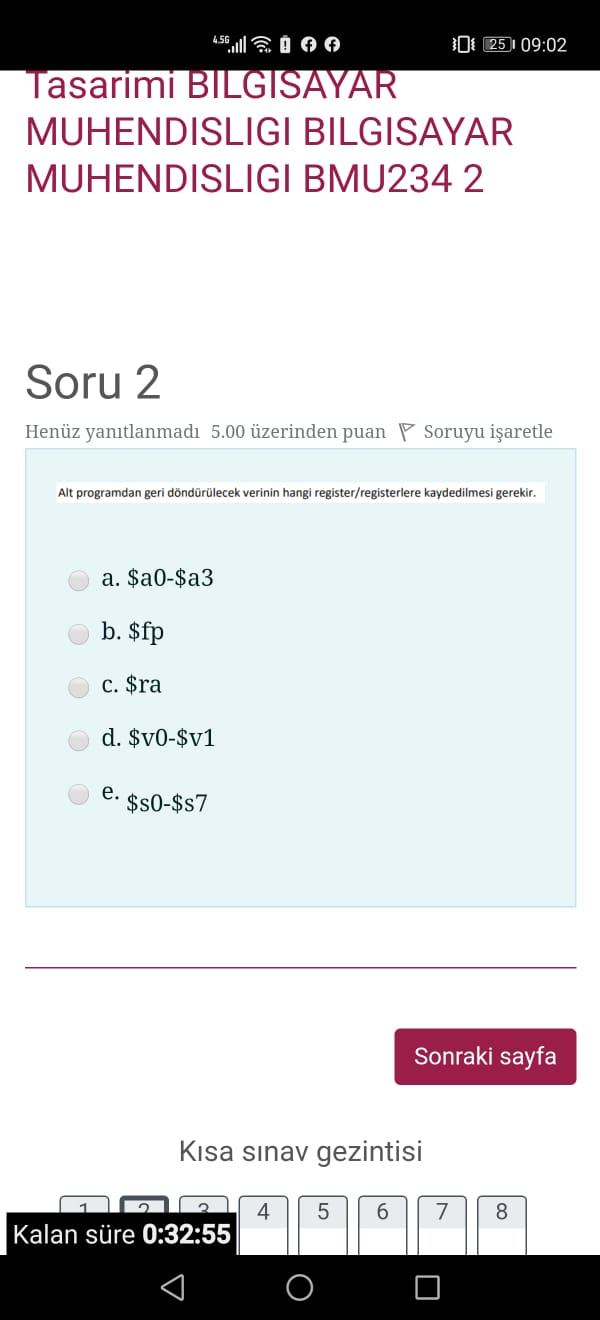 4.5G 25 09:02
Tasarimi BILGISAYAR
MUHENDISLIGI BILGISAYAR
MUHENDISLIGI BMU234 2
Soru 2
Henüz yanıtlanmadı 5.00 üzerinden puan Soruyu işaretle
Alt programdan geri döndürülecek verinin hangi register/registerlere kaydedilmesi gerekir.
a. $a0-$a3
b. $fp
c. $ra
d. $v0-$v1
e. $s0-$s7
Sonraki sayfa
Kısa sınav gezintisi
1 2 3 4 5 6 7 8
Kalan süre 0:32:55